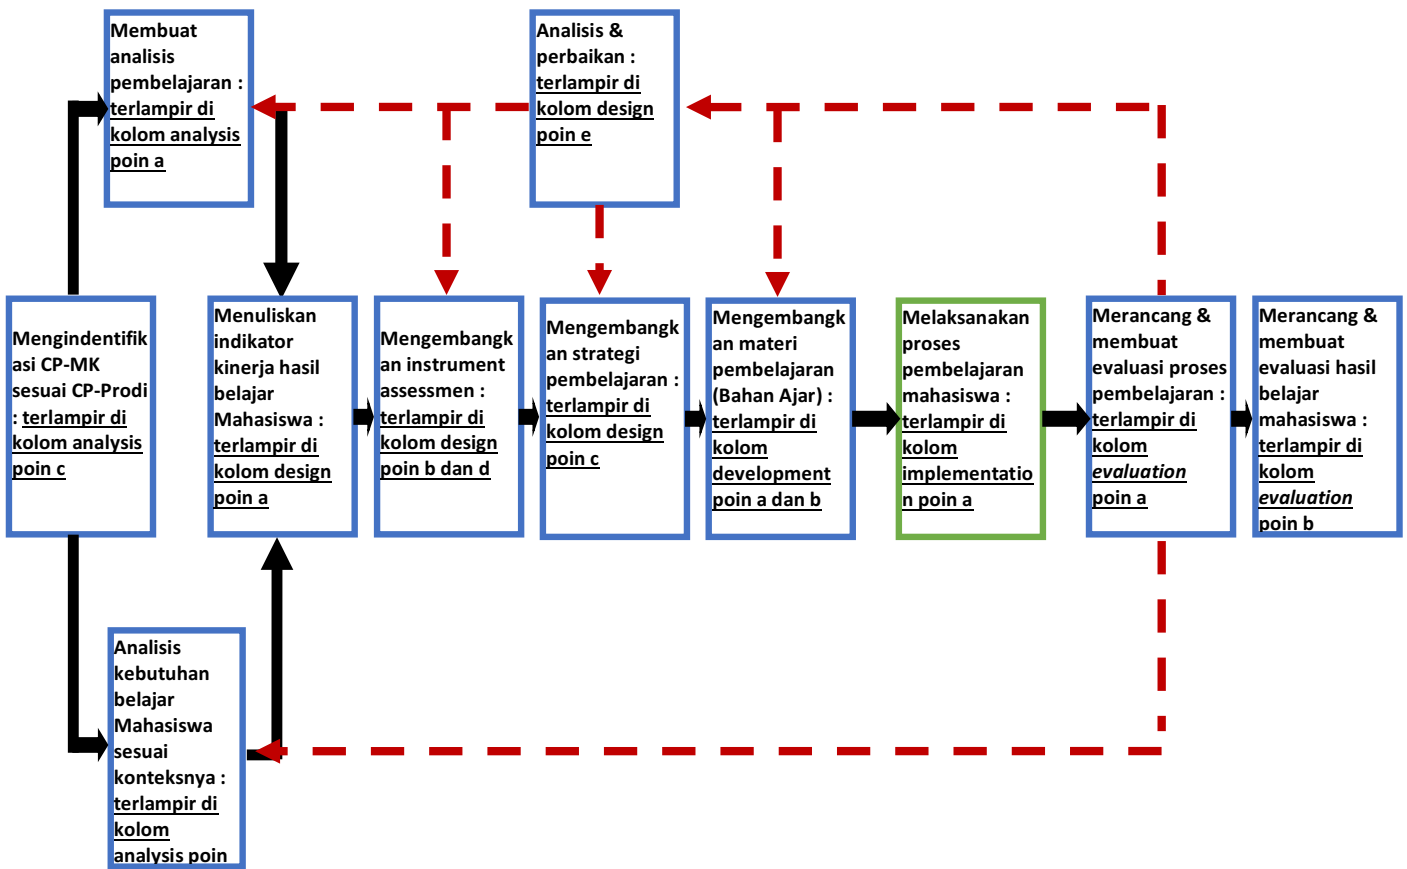 Membuat
analisis
pembelajaran :
terlampir di
kolom analysis
poin a
Analisis &
perbaikan :
terlampir di
kolom design
poin e
Mengindentifik
asi CP-MK
sesuai CP-Prodi
: terlampir di
kolom analysis
poin c
Menuliskan
indikator
kinerja hasil
belajar
Mahasiswa :
terlampir di
kolom design
poin a
Mengembangk
an instrument
assessmen :
terlampir di
kolom design
poin b dan d
Mengembangk
an strategi
pembelajaran :
terlampir di
kolom design
poin c
Mengembangk
an materi
pembelajaran
(Bahan Ajar) :
terlampir di
kolom
development
poin a dan b
Melaksanakan
proses
pembelajaran
mahasiswa :
terlampir di
kolom
implementatio
n poin a
Merancang &
membuat
evaluasi proses
pembelajaran :
terlampir di
kolom
evaluation
poin a
Merancang &
membuat
evaluasi hasil
belajar
mahasiswa :
terlampir di
kolom
evaluation
poin b
Analisis
kebutuhan
belajar
Mahasiswa
sesuai
konteksnya :
terlampir di
kolom
analysis poin